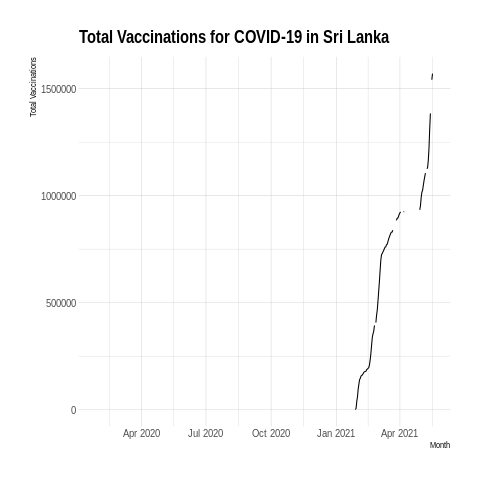 Total Vaccinations for COVID-19 in Sri Lanka
Total Vaccinations
1500000
1000000
500000
0
Apr 2020 Jul 2020 Oct 2020 Jan 2021 Apr 2021
Month